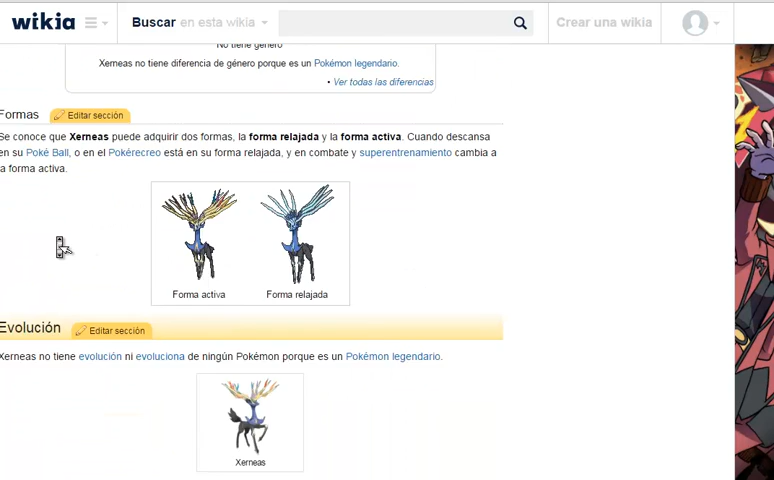 wikia
Buscar en esta wikia
Crear una wikia
No tiene género
Xerneas no tiene diferencia de género porque es un Pokémon legendario.
• Ver todas las diferencias
Formas
Editar sección
Se conoce que Xerneas puede adquirir dos formas, la forma relajada y la forma activa. Cuando descansa
en su Poké Ball, o en el Pokérecreo está en su forma relajada, y en combate y superentrenamiento cambia a
la forma activa.
Forma activa
Forma relajada
Evolución
Editar sección
Xerneas no tiene evolución ni evoluciona de ningún Pokémon porque es un Pokémon legendario.
Xerneas